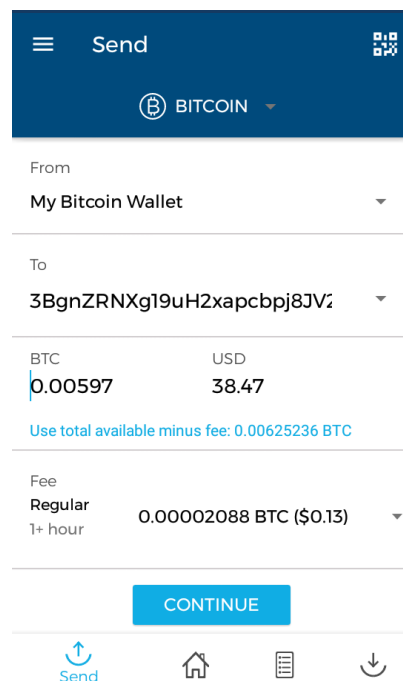 Send
BITCOIN
From
My Bitcoin Wallet
To
3BgnZRNXg19uH2xapcbpj8JV2
BTC USD
0.00597 38.47
Use total available minus fee: 0.00625236 BTC
Fee
Regular
1+ hour
0.00002088 BTC ($0.13)
CONTINUE
Send